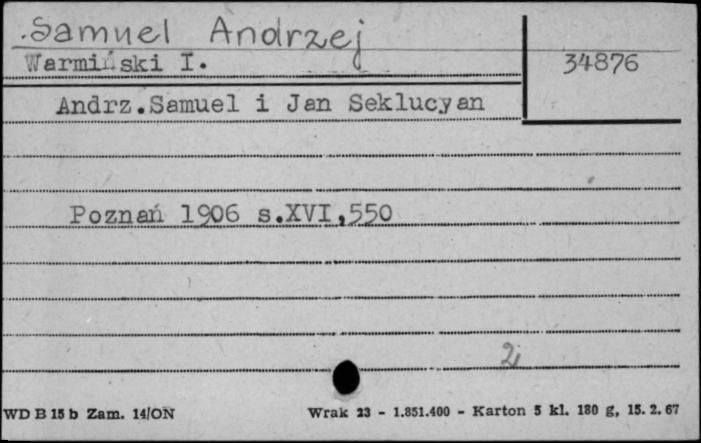 Samuel Andrzej
Warmiński I.
34876
Andrz.Samuel i Jan Seklucyan
Poznań 1906 s.XVI,550
2
WD B 15 b Zam. 14/ON
Wrak 23 - 1.851.400 - Karton 5 kl. 180 g, 15. 2. 67